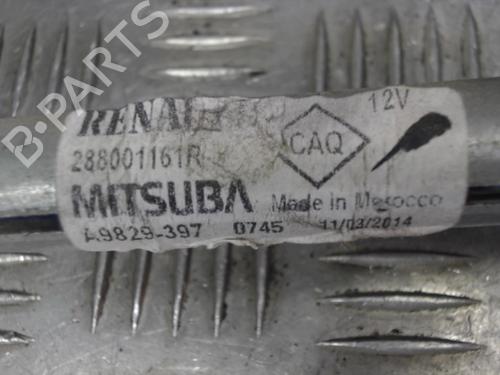 B-PARTS
RENAULT 12V
288001161R CAQ
MITSUBA Made in Morocco
A9829-397 0745 11/03/2014